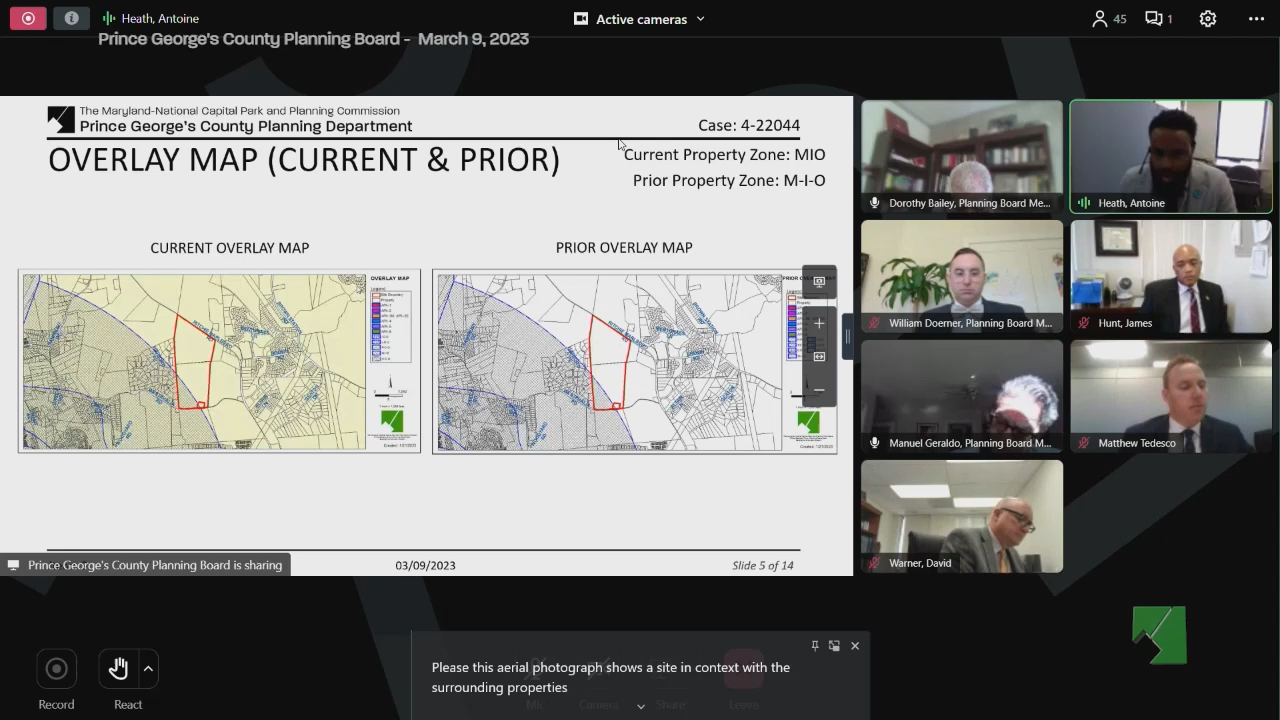 Heath, Antoine
Active cameras
45
1
Prince George's County Planning Board - March 9, 2023
The Maryland-National Capital Park and Planning Commission
Prince George's County Planning Department
Case: 4-22044
OVERLAY MAP (CURRENT & PRIOR)
Current Property Zone: MIO
Prior Property Zone: M-I-O
CURRENT OVERLAY MAP
PRIOR OVERLAY MAP
OVERLAY MAP
Prince George's County Planning Board is sharing
03/09/2023
Slide 5 of 14
Dorothy Bailey, Planning Board Me...
Heath, Antoine
William Doerner, Planning Board M...
Hunt, James
Manuel Geraldo, Planning Board M...
Matthew Tedesco
Warner, David
Please this aerial photograph shows a site in context with the
surrounding properties
Record
React
Mic
Camera
Share
Leave